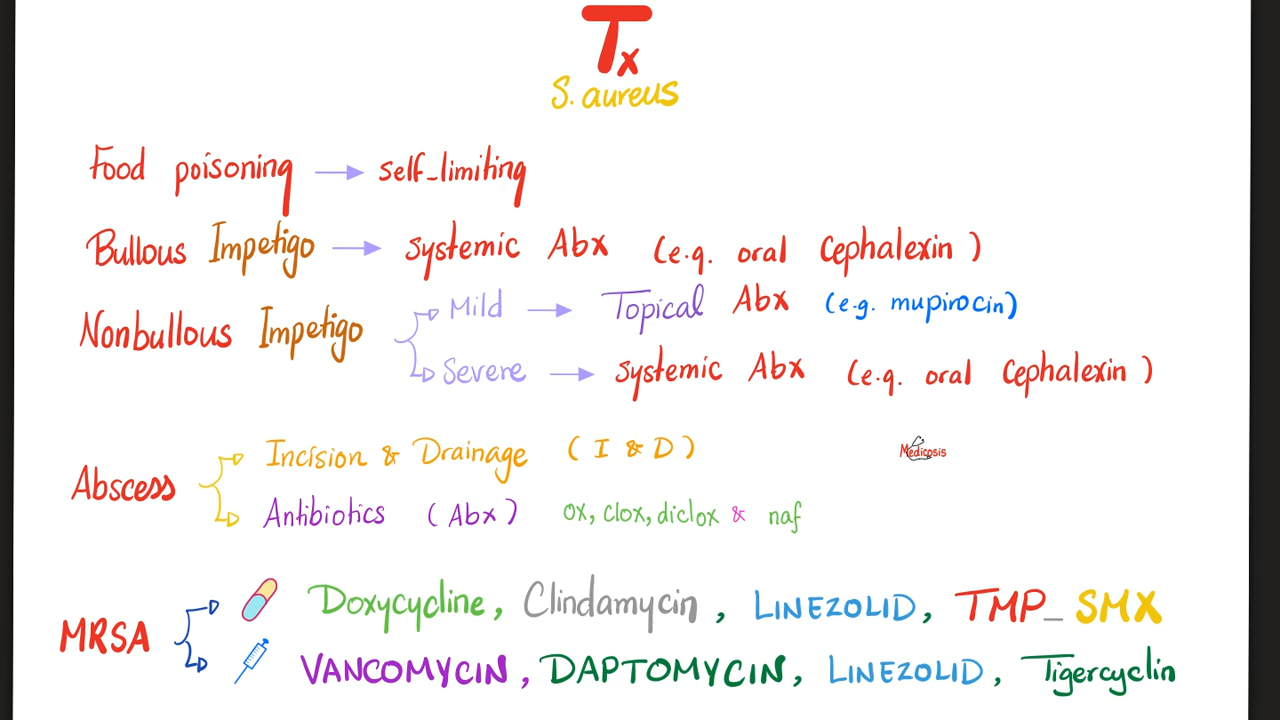 Tx
S. aureus
Food poisoning → self-limiting
Bullous Impetigo → systemic Abx (e.g. oral Cephalexin)
Nonbullous Impetigo
Mild → Topical Abx (e.g. mupirocin)
Severe → systemic Abx (e.g. oral Cephalexin)
Abscess
Incision & Drainage (I & D)
Medicosis
Antibiotics (Abx) ox, clox, diclox & naf
MRSA
Doxycycline, Clindamycin, LINEZOLID, TMP_SMX
VANCOMYCIN, DAPTOMYCIN, LINEZOLID, Tigercyclin